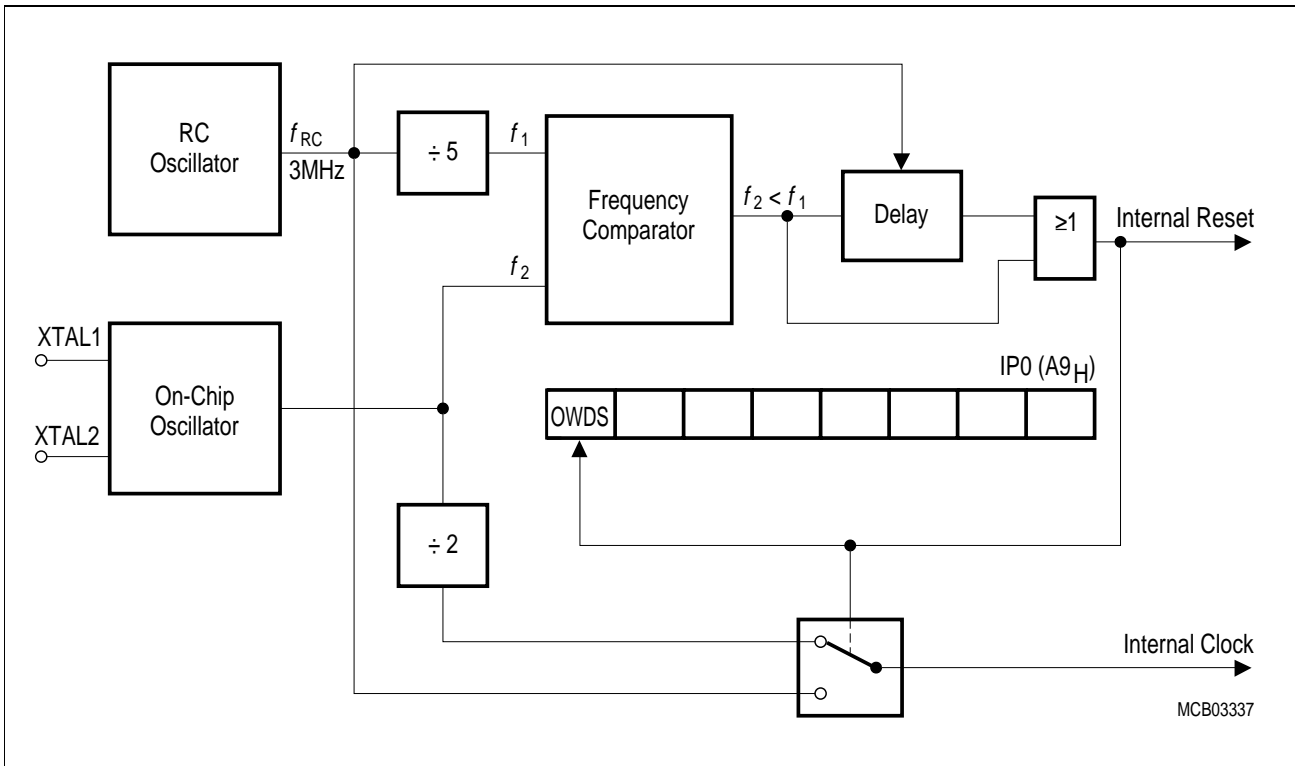 RC
Oscillator
fRC
3MHz
÷ 5
f1
Frequency
Comparator
f2 < f1
Delay
≥1
Internal Reset
f2
XTAL1
On-Chip
Oscillator
XTAL2
IP0 (A9H)
OWDS
÷ 2
Internal Clock
MCB03337